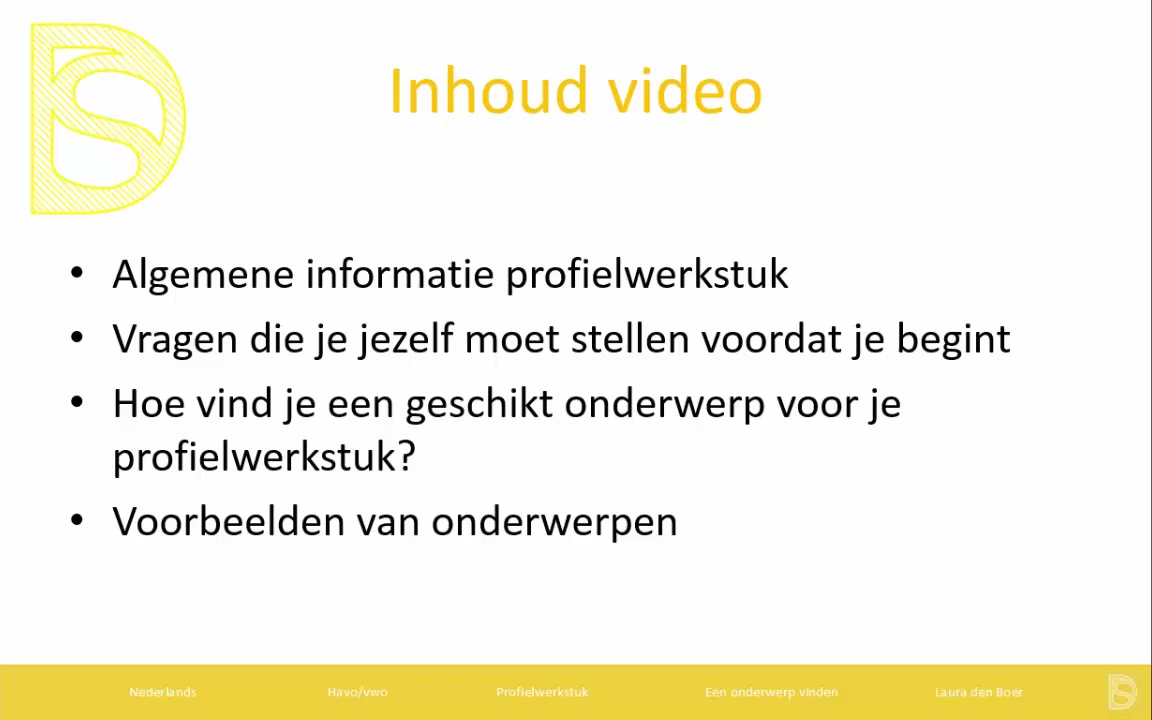 Inhoud video
• Algemene informatie profielwerkstuk
• Vragen die je jezelf moet stellen voordat je begint
• Hoe vind je een geschikt onderwerp voor je
profielwerkstuk?
• Voorbeelden van onderwerpen
Nederlands Havo/vwo Profielwerkstuk Een onderwerp vinden Laura den Boer